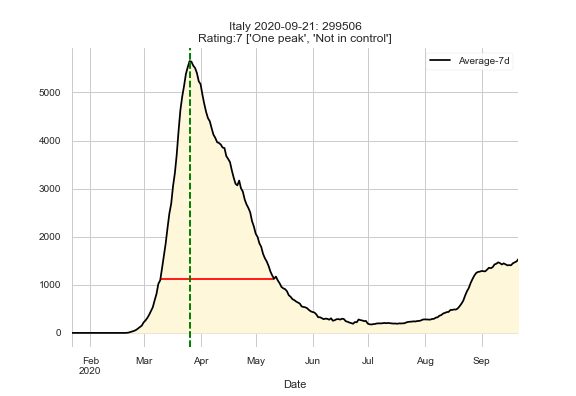 Italy 2020-09-21: 299506
Rating:7 ['One peak', 'Not in control']
Average-7d
5000
4000
3000
2000
1000
0
Feb Mar Apr May Jun Jul Aug Sep
2020
Date